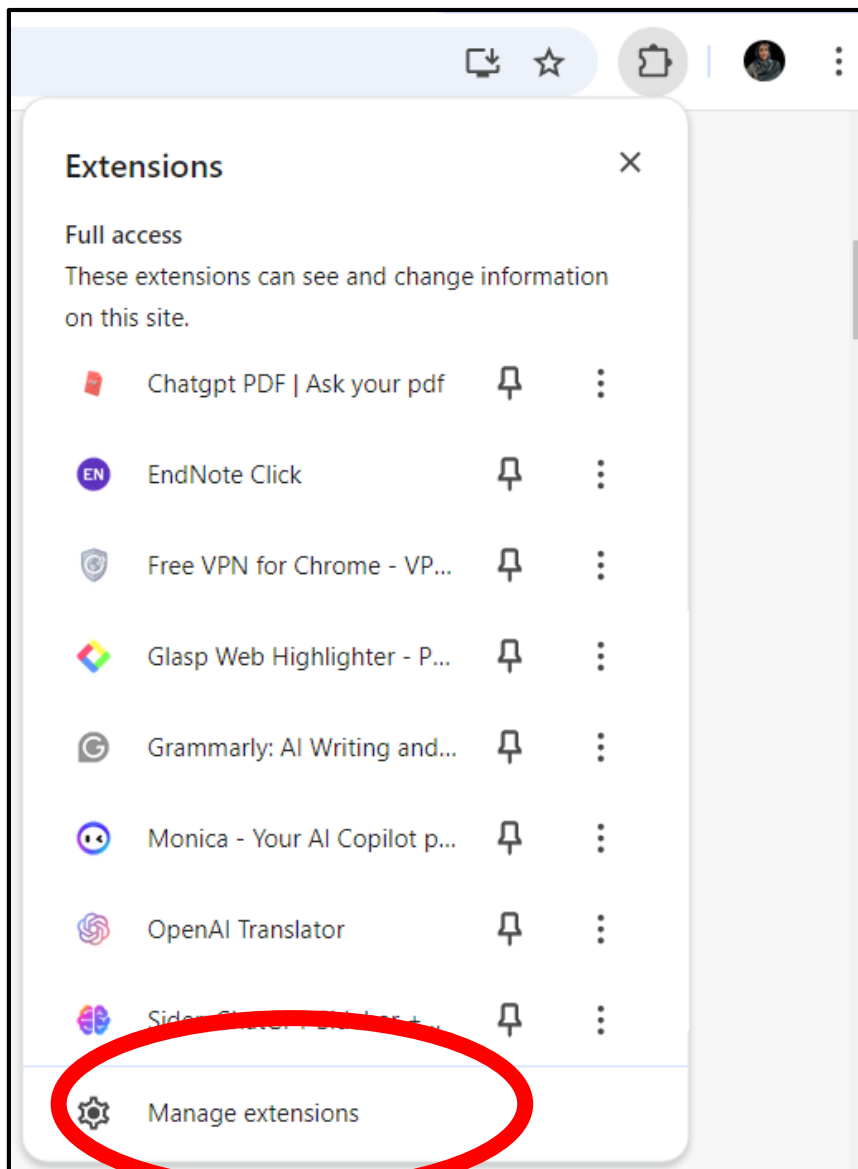 Extensions
Full access
These extensions can see and change information
on this site.
Chatgpt PDF | Ask your pdf
EN
EndNote Click
Free VPN for Chrome - VP...
Glasp Web Highlighter - P...
Grammarly: AI Writing and...
Monica - Your AI Copilot p...
OpenAI Translator
Manage extensions